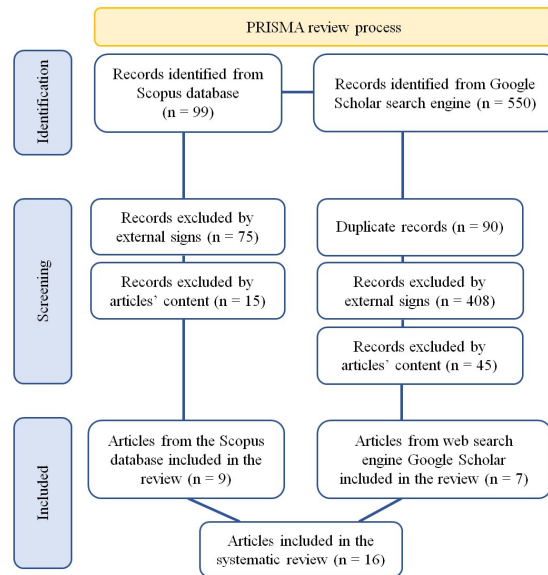 PRISMA review process
Identification
Records identified from
Scopus database
(n = 99)
Records identified from Google
Scholar search engine (n = 550)
Screening
Records excluded by
external signs (n = 75)
Duplicate records (n = 90)
Records excluded by
articles’ content (n = 15)
Records excluded by
external signs (n = 408)
Records excluded by
articles’ content (n = 45)
Included
Articles from the Scopus
database included in the
review (n = 9)
Articles from web search
engine Google Scholar
included in the review (n = 7)
Articles included in the
systematic review (n = 16)